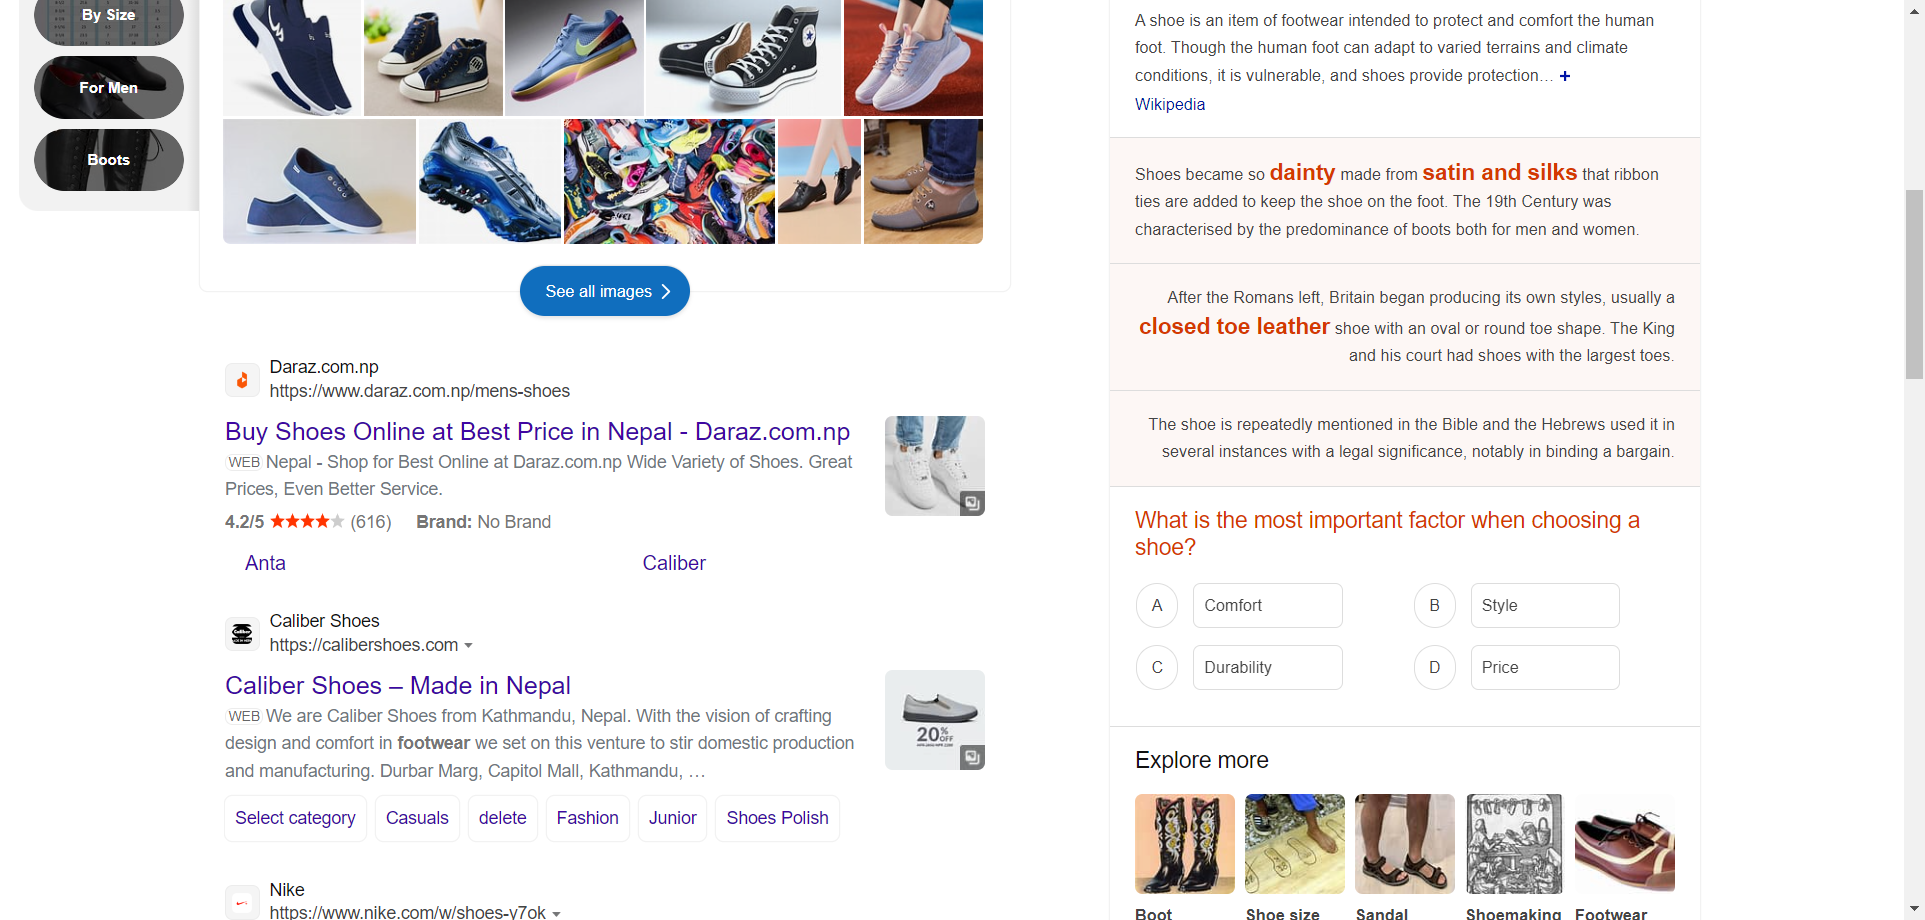 By Size
For Men
Boots
See all images
Daraz.com.np
https://www.daraz.com.np/mens-shoes
Buy Shoes Online at Best Price in Nepal - Daraz.com.np
WEB Nepal - Shop for Best Online at Daraz.com.np Wide Variety of Shoes. Great
Prices, Even Better Service.
4.2/5 (616) Brand: No Brand
Anta Caliber
Caliber Shoes
https://calibershoes.com
Caliber Shoes – Made in Nepal
WEB We are Caliber Shoes from Kathmandu, Nepal. With the vision of crafting
design and comfort in footwear we set on this venture to stir domestic production
and manufacturing. Durbar Marg, Capitol Mall, Kathmandu, …
20% OFF
Select category Casuals delete Fashion Junior Shoes Polish
Nike
https://www.nike.com/w/shoes-y7ok
A shoe is an item of footwear intended to protect and comfort the human
foot. Though the human foot can adapt to varied terrains and climate
conditions, it is vulnerable, and shoes provide protection… +
Wikipedia
Shoes became so dainty made from satin and silks that ribbon
ties are added to keep the shoe on the foot. The 19th Century was
characterised by the predominance of boots both for men and women.
After the Romans left, Britain began producing its own styles, usually a
closed toe leather shoe with an oval or round toe shape. The King
and his court had shoes with the largest toes.
The shoe is repeatedly mentioned in the Bible and the Hebrews used it in
several instances with a legal significance, notably in binding a bargain.
What is the most important factor when choosing a
shoe?
A Comfort B Style
C Durability D Price
Explore more
Boot Shoe size Sandal Shoemaking Footwear